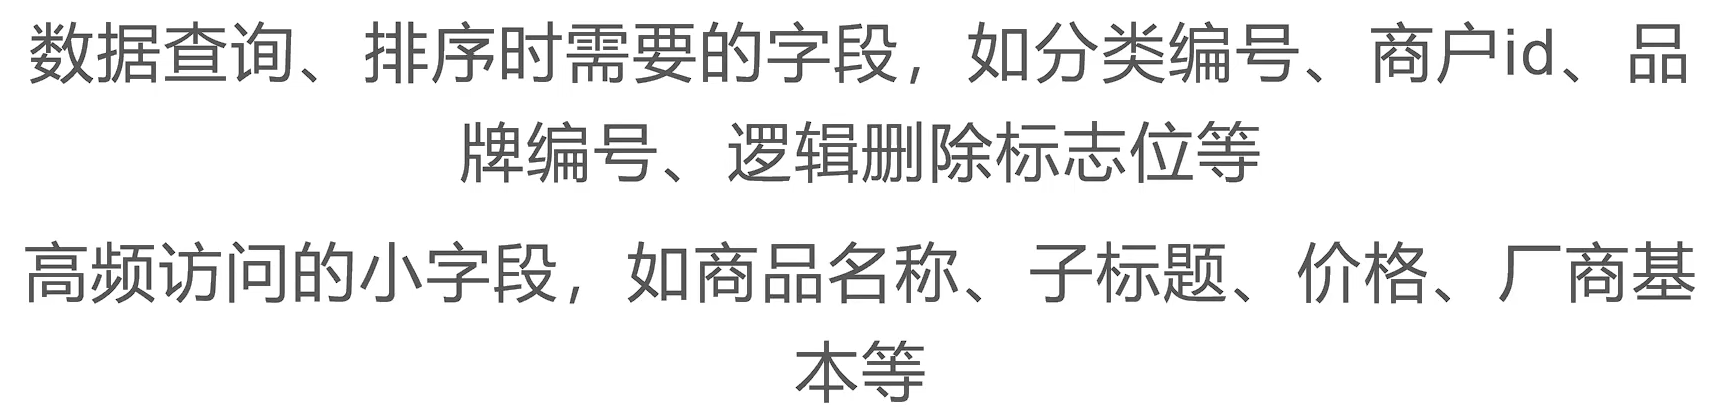 数据查询、排序时需要的字段，如分类编号、商户id、品
牌编号、逻辑删除标志位等
高频访问的小字段，如商品名称、子标题、价格、厂商基
本等